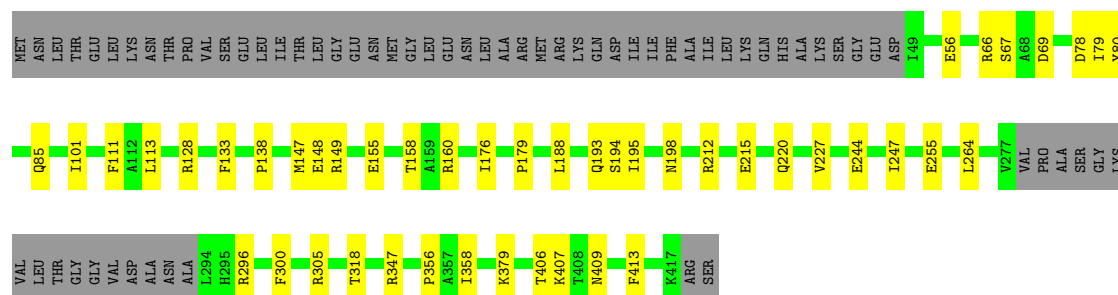 MET ASN LEU THR GLU LEU LYS ASN THR PRO VAL SER GLU LEU ILE THR LEU GLY GLU ASN MET GLY LEU GLU ASN LEU ALA ARG MET ARG LYS GLN ASP ILE ILE PHE ALA ILE LEU LYS GLN HIS ALA LYS SER GLY GLU ASP I49 E56 R66 S67 A68 D69 D78 I79 Y80
Q85 I101 F111 A112 L113 R128 F133 P138 M147 E148 R149 E155 T158 A159 R160 I176 P179 L188 Q193 S194 I195 N198 R212 E215 Q220 V227 E244 I247 E255 L264 V277 VAL PRO ALA SER GLY LYS
VAL LEU THR GLY GLY VAL ASP ALA ASN ALA L294 H295 R296 F300 R305 T318 R347 P356 A357 I358 K379 T406 K407 T408 N409 F413 K417 ARG SER